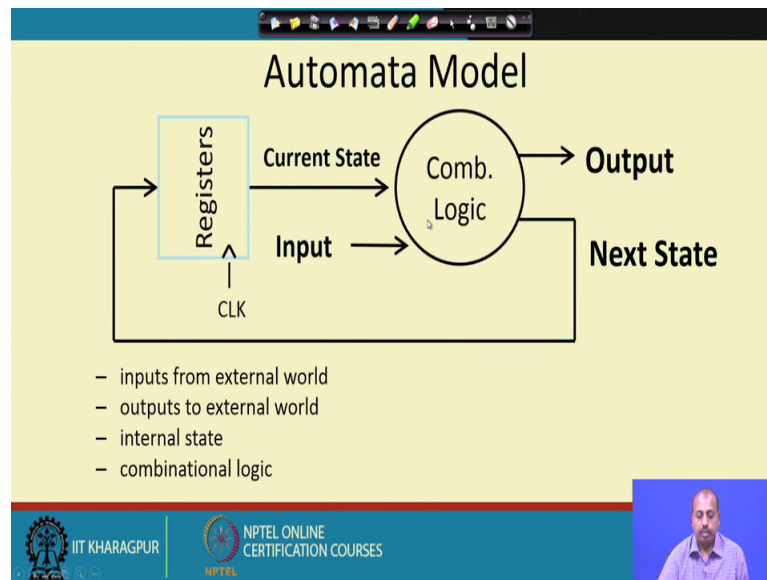 Automata Model
Registers
CLK
Current State
Input
Comb.
Logic
Output
Next State
– inputs from external world
– outputs to external world
– internal state
– combinational logic
IIT KHARAGPUR
NPTEL
NPTEL ONLINE
CERTIFICATION COURSES